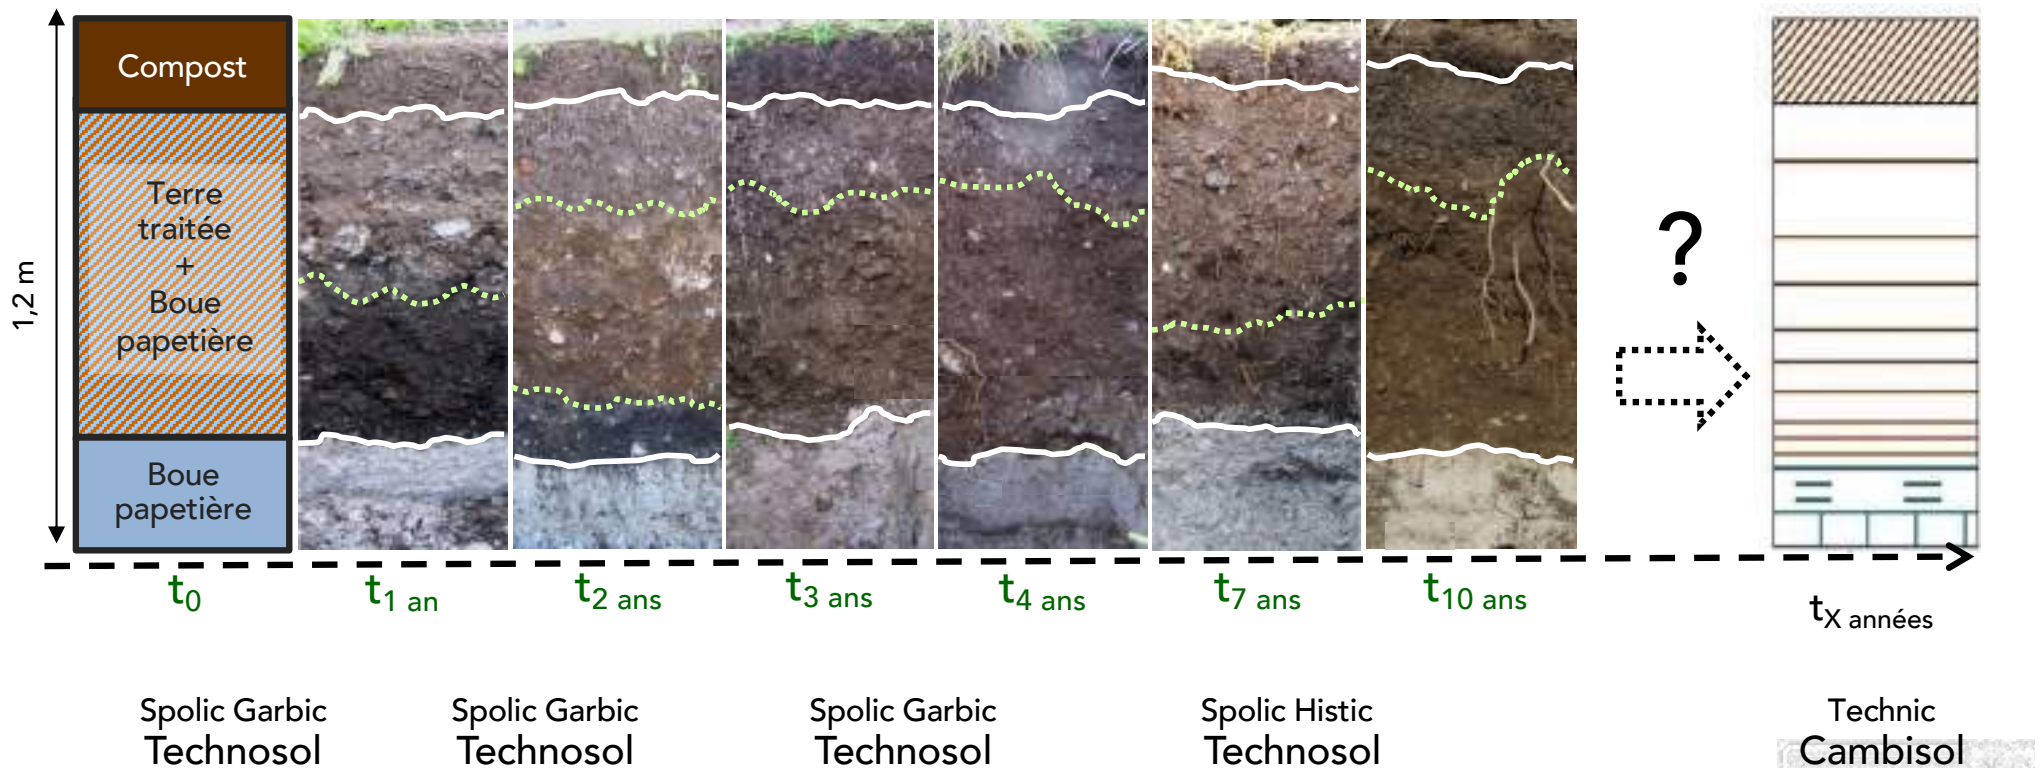 1,2 m
Compost
Terre
traitée
+
Boue
papetière
Boue
papetière
?
t0
t1 an
t2 ans
t3 ans
t4 ans
t7 ans
t10 ans
tX années
Spolic Garbic
Technosol
Spolic Garbic
Technosol
Spolic Garbic
Technosol
Spolic Histic
Technosol
Technic
Cambisol